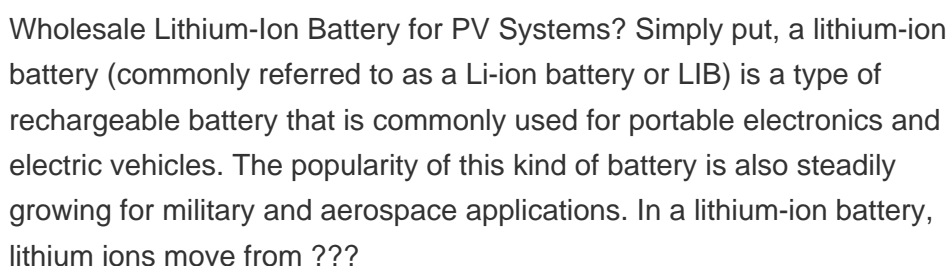 Wholesale Lithium-Ion Battery for PV Systems? Simply put, a lithium-ion
battery (commonly referred to as a Li-ion battery or LIB) is a type of
rechargeable battery that is commonly used for portable electronics and
electric vehicles. The popularity of this kind of battery is also steadily
growing for military and aerospace applications. In a lithium-ion battery,
lithium ions move from ???